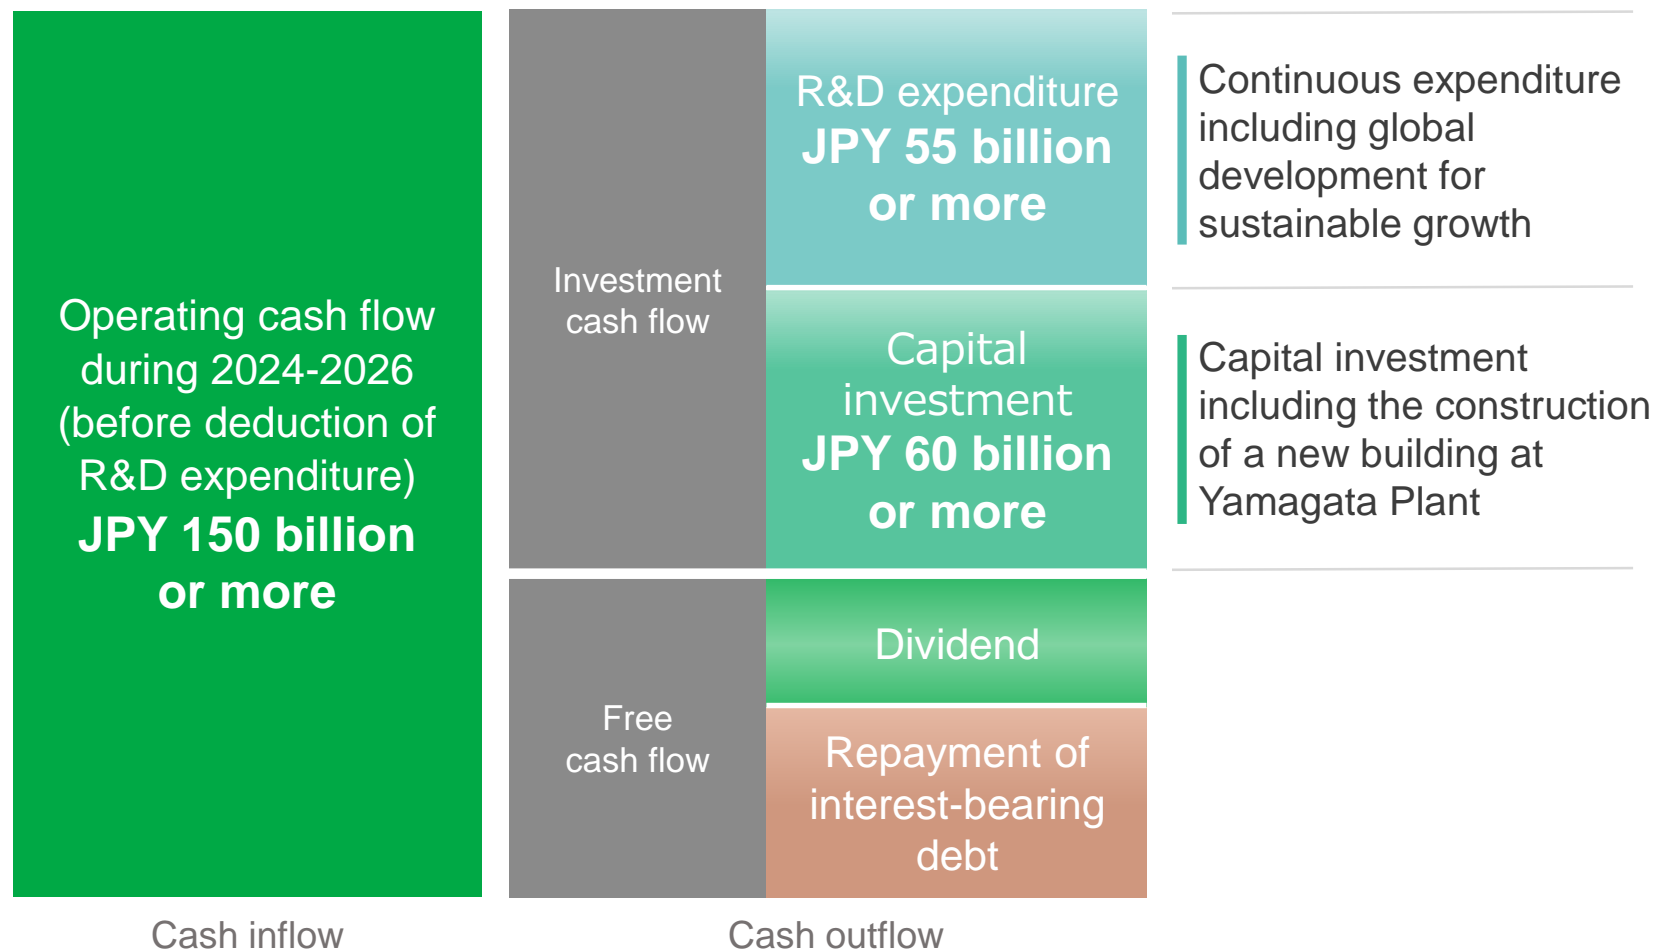 Operating cash flow
during 2024-2026
(before deduction of
R&D expenditure)
JPY 150 billion
or more
Cash inflow
Investment
cash flow
R&D expenditure
JPY 55 billion
or more
Continuous expenditure
including global
development for
sustainable growth
Capital
investment
JPY 60 billion
or more
Capital investment
including the construction
of a new building at
Yamagata Plant
Free
cash flow
Dividend
Repayment of
interest-bearing
debt
Cash outflow